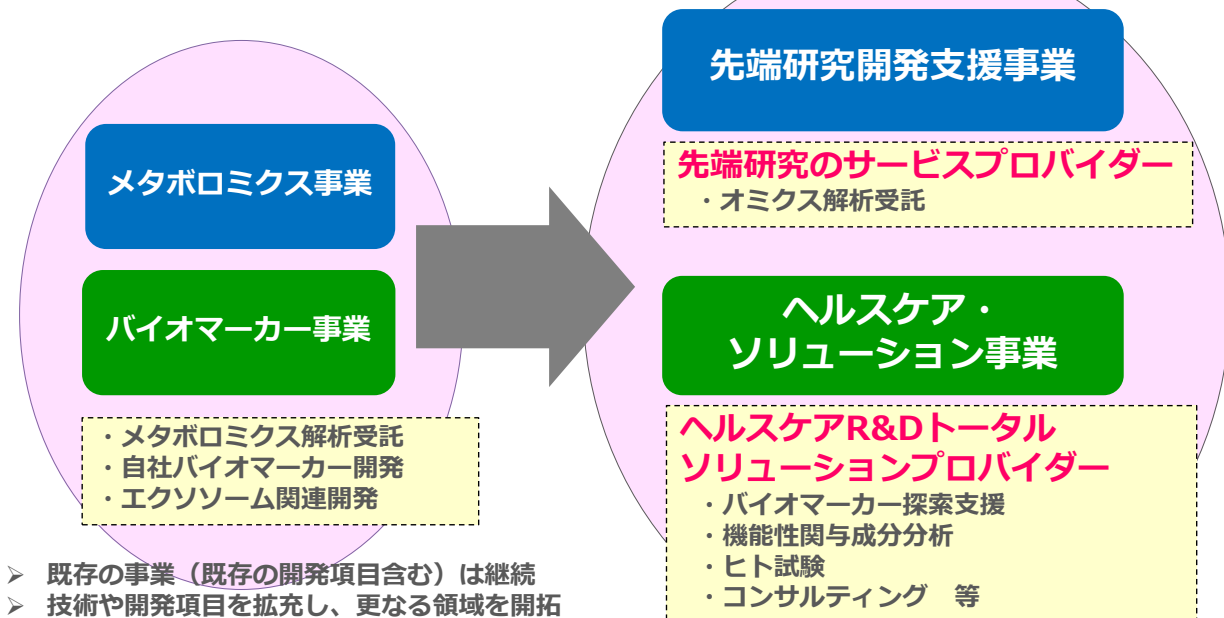 メタボロミクス事業
バイオマーカー事業
・メタボロミクス解析受託
・自社バイオマーカー開発
・エクソソーム関連開発
➢ 既存の事業（既存の開発項目含む）は継続
➢ 技術や開発項目を拡充し、更なる領域を開拓
先端研究開発支援事業
先端研究のサービスプロバイダー
・オミクス解析受託
ヘルスケア・
ソリューション事業
ヘルスケアR&Dトータル
ソリューションプロバイダー
・バイオマーカー探索支援
・機能性関与成分分析
・ヒト試験
・コンサルティング　等